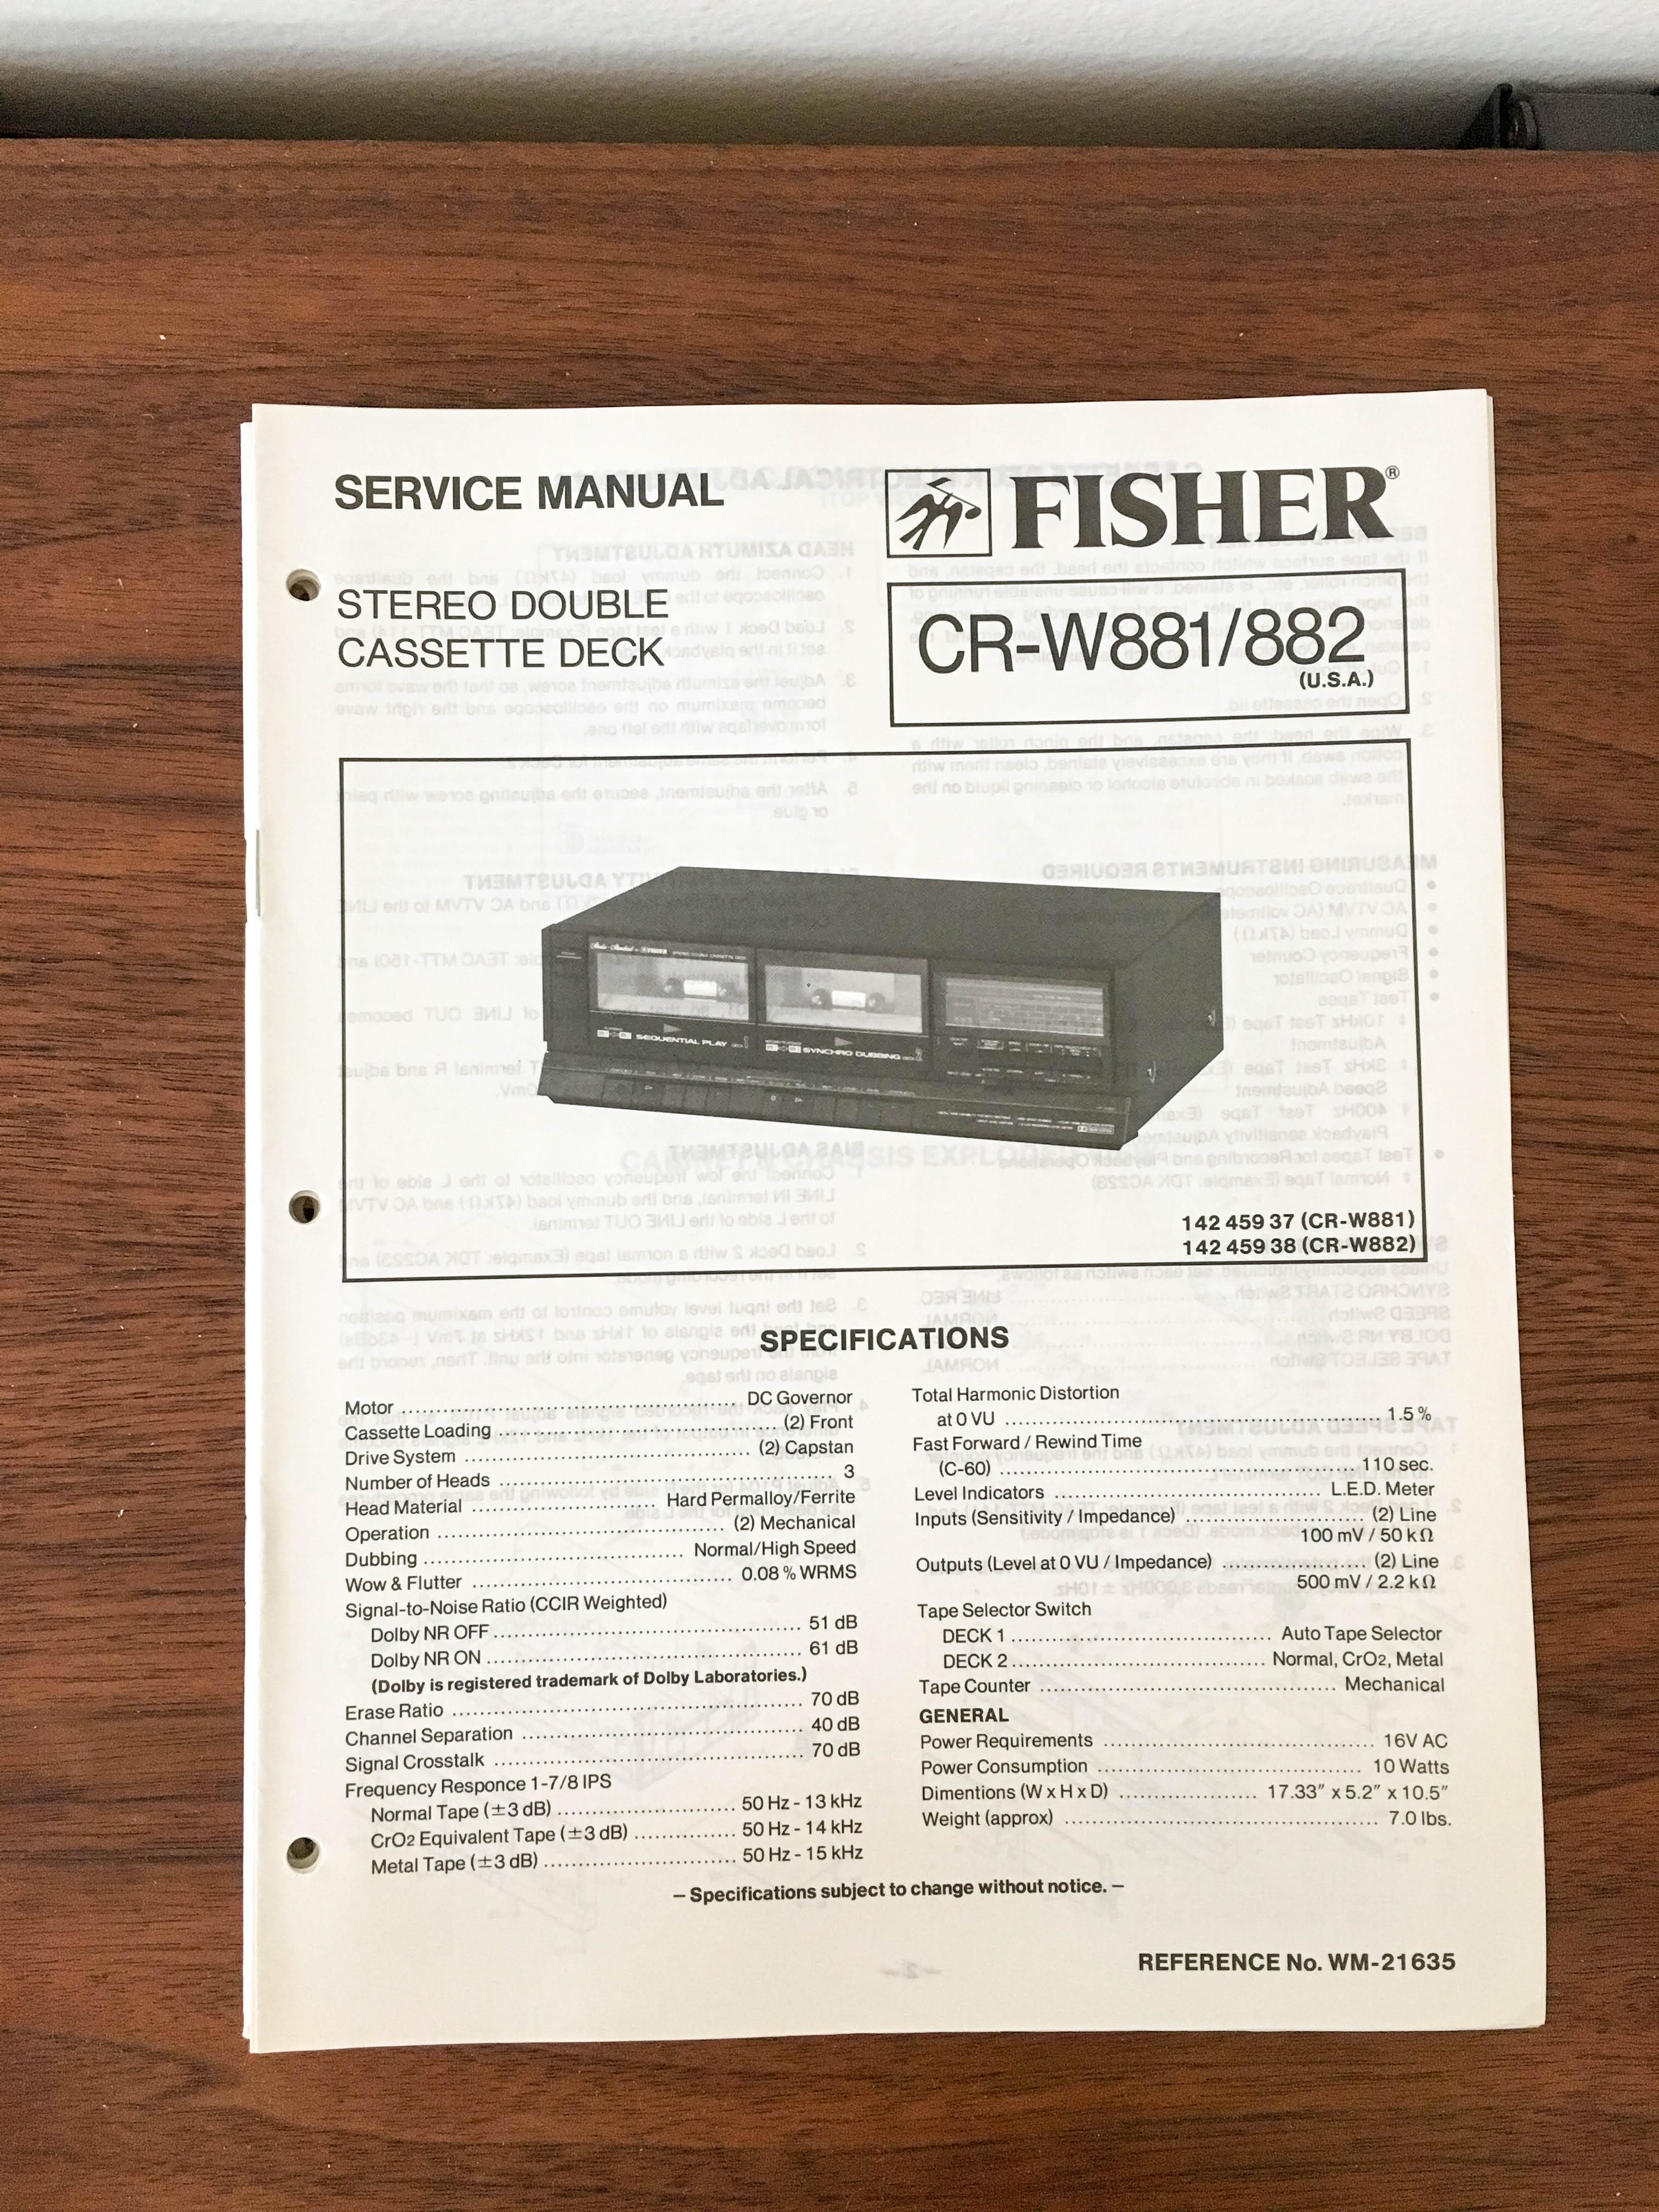 SERVICE MANUAL
FISHER®
STEREO DOUBLE
CASSETTE DECK
CR-W881/882
(U.S.A.)
SEQUENTIAL PLAY
SYNCHRO DUBBING
142 459 37 (CR-W881)
142 459 38 (CR-W882)
SPECIFICATIONS
Motor ........ DC Governor
Cassette Loading ........ (2) Front
Drive System ........ (2) Capstan
Number of Heads ........ 3
Head Material ........ Hard Permalloy/Ferrite
Operation ........ (2) Mechanical
Dubbing ........ Normal/High Speed
Wow & Flutter ........ 0.08 % WRMS
Signal-to-Noise Ratio (CCIR Weighted)
Dolby NR OFF ........ 51 dB
Dolby NR ON ........ 61 dB
(Dolby is registered trademark of Dolby Laboratories.)
Erase Ratio ........ 70 dB
Channel Separation ........ 40 dB
Signal Crosstalk ........ 70 dB
Frequency Responce 1-7/8 IPS
Normal Tape (±3 dB) ........ 50 Hz - 13 kHz
CrO2 Equivalent Tape (±3 dB) ........ 50 Hz - 14 kHz
Metal Tape (±3 dB) ........ 50 Hz - 15 kHz
Total Harmonic Distortion
at 0 VU ........ 1.5 %
Fast Forward / Rewind Time
(C-60) ........ 110 sec.
Level Indicators ........ L.E.D. Meter
Inputs (Sensitivity / Impedance) ........ (2) Line
100 mV / 50 kΩ
Outputs (Level at 0 VU / Impedance) ........ (2) Line
500 mV / 2.2 kΩ
Tape Selector Switch
DECK 1 ........ Auto Tape Selector
DECK 2 ........ Normal, CrO2, Metal
Tape Counter ........ Mechanical
GENERAL
Power Requirements ........ 16V AC
Power Consumption ........ 10 Watts
Dimentions (W x H x D) ........ 17.33″ x 5.2″ x 10.5″
Weight (approx) ........ 7.0 lbs.
– Specifications subject to change without notice. –
REFERENCE No. WM-21635